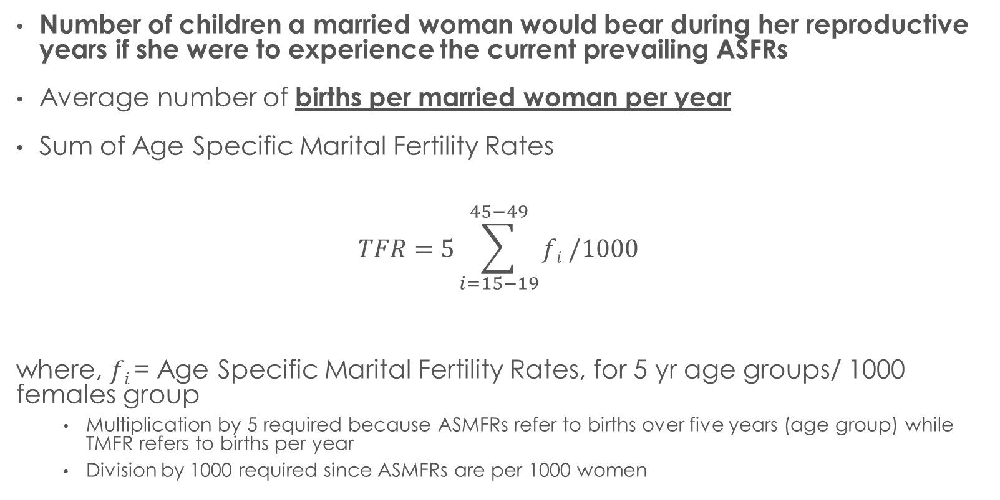 • Number of children a married woman would bear during her reproductive
years if she were to experience the current prevailing ASFRs
• Average number of births per married woman per year
• Sum of Age Specific Marital Fertility Rates
45−49
TFR = 5 ∑ f_i /1000
i=15−19
where, f_i = Age Specific Marital Fertility Rates, for 5 yr age groups/ 1000
females group
• Multiplication by 5 required because ASMFRs refer to births over five years (age group) while
TMFR refers to births per year
• Division by 1000 required since ASMFRs are per 1000 women